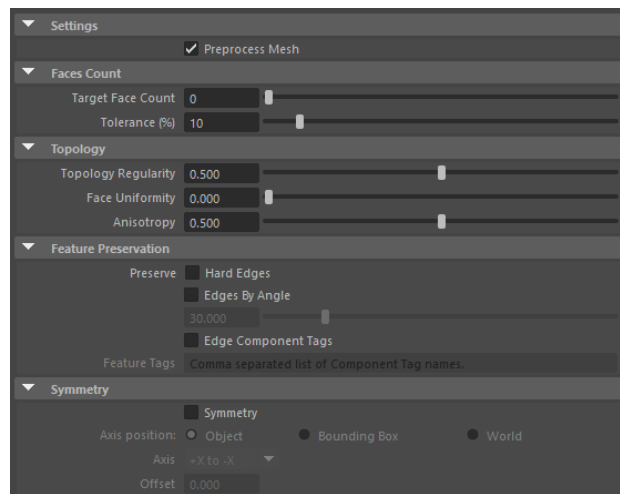 Settings
Preprocess Mesh
Faces Count
Target Face Count 0
Tolerance (%) 10
Topology
Topology Regularity 0.500
Face Uniformity 0.000
Anisotropy 0.500
Feature Preservation
Preserve Hard Edges
Edges By Angle
30.000
Edge Component Tags
Feature Tags Comma separated list of Component Tag names.
Symmetry
Symmetry
Axis position: Object Bounding Box World
Axis +X to -X
Offset 0.000